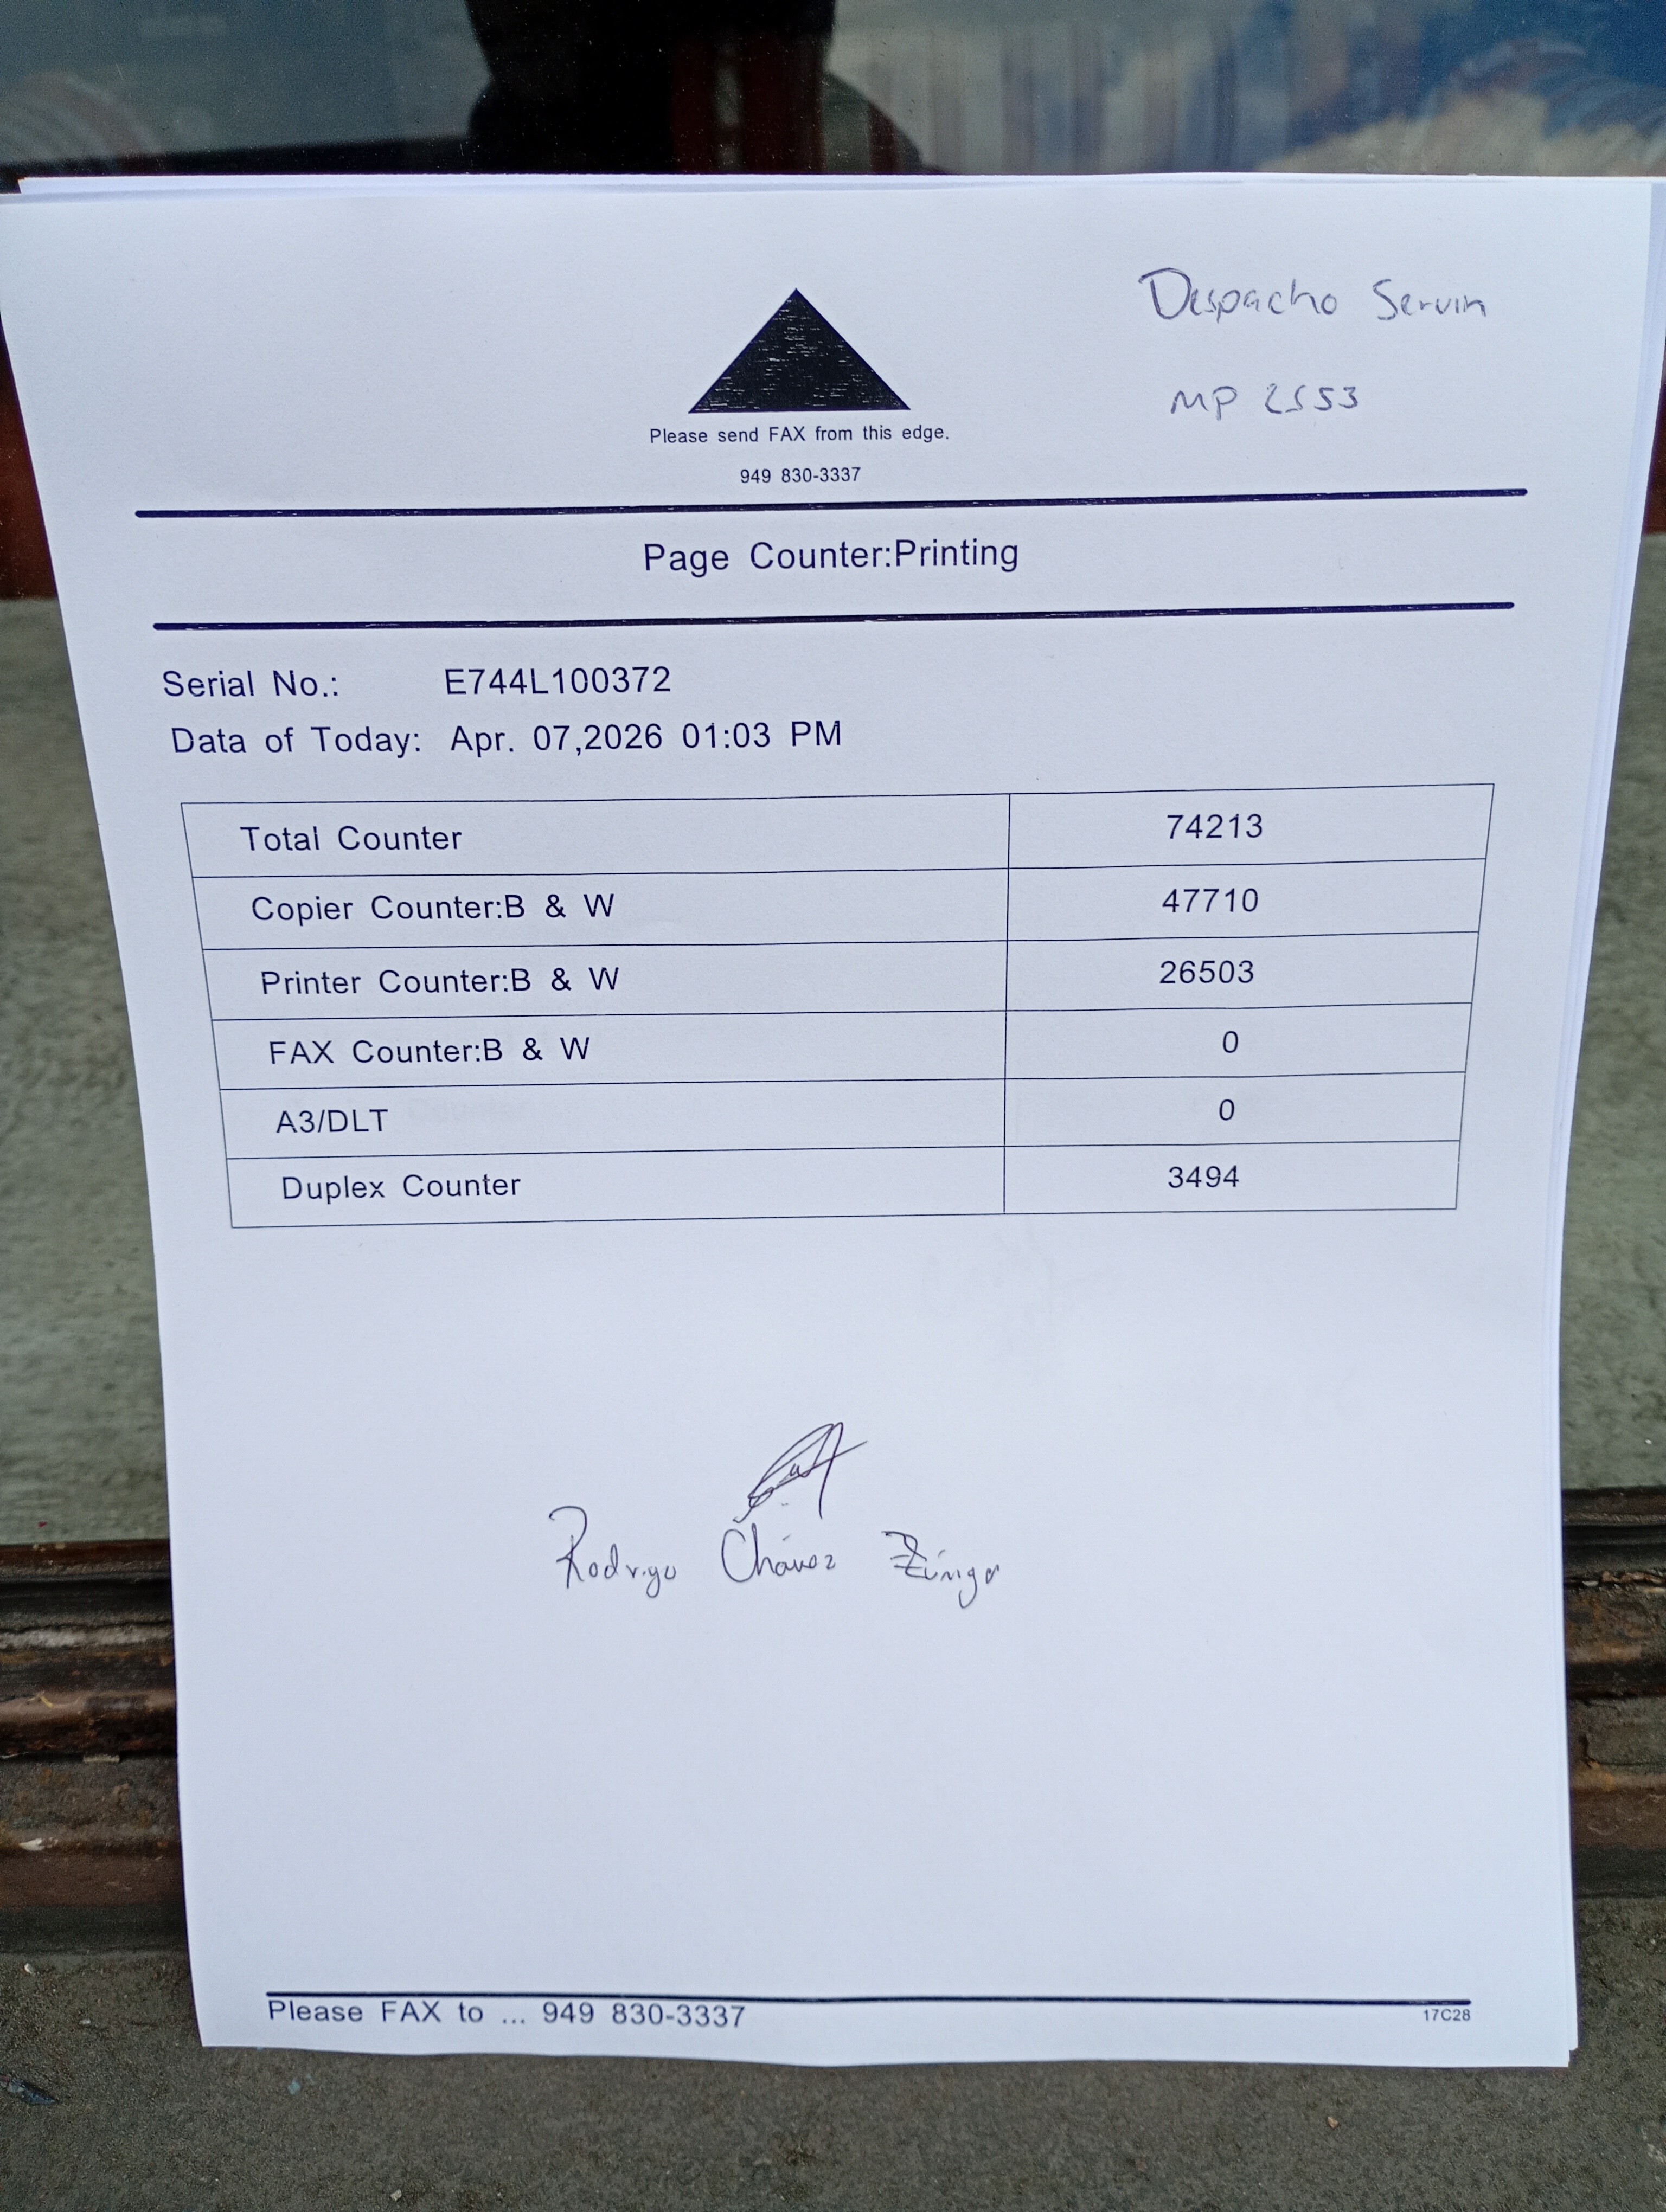 Despacho Servin
MP 2553
Please send FAX from this edge.
949 830-3337
Page Counter:Printing
Serial No.: E744L100372
Data of Today: Apr. 07,2026 01:03 PM
Total Counter 74213
Copier Counter:B & W 47710
Printer Counter:B & W 26503
FAX Counter:B & W 0
A3/DLT 0
Duplex Counter 3494
Rodrigo Chávez Zúñiga
Please FAX to ... 949 830-3337
17C28